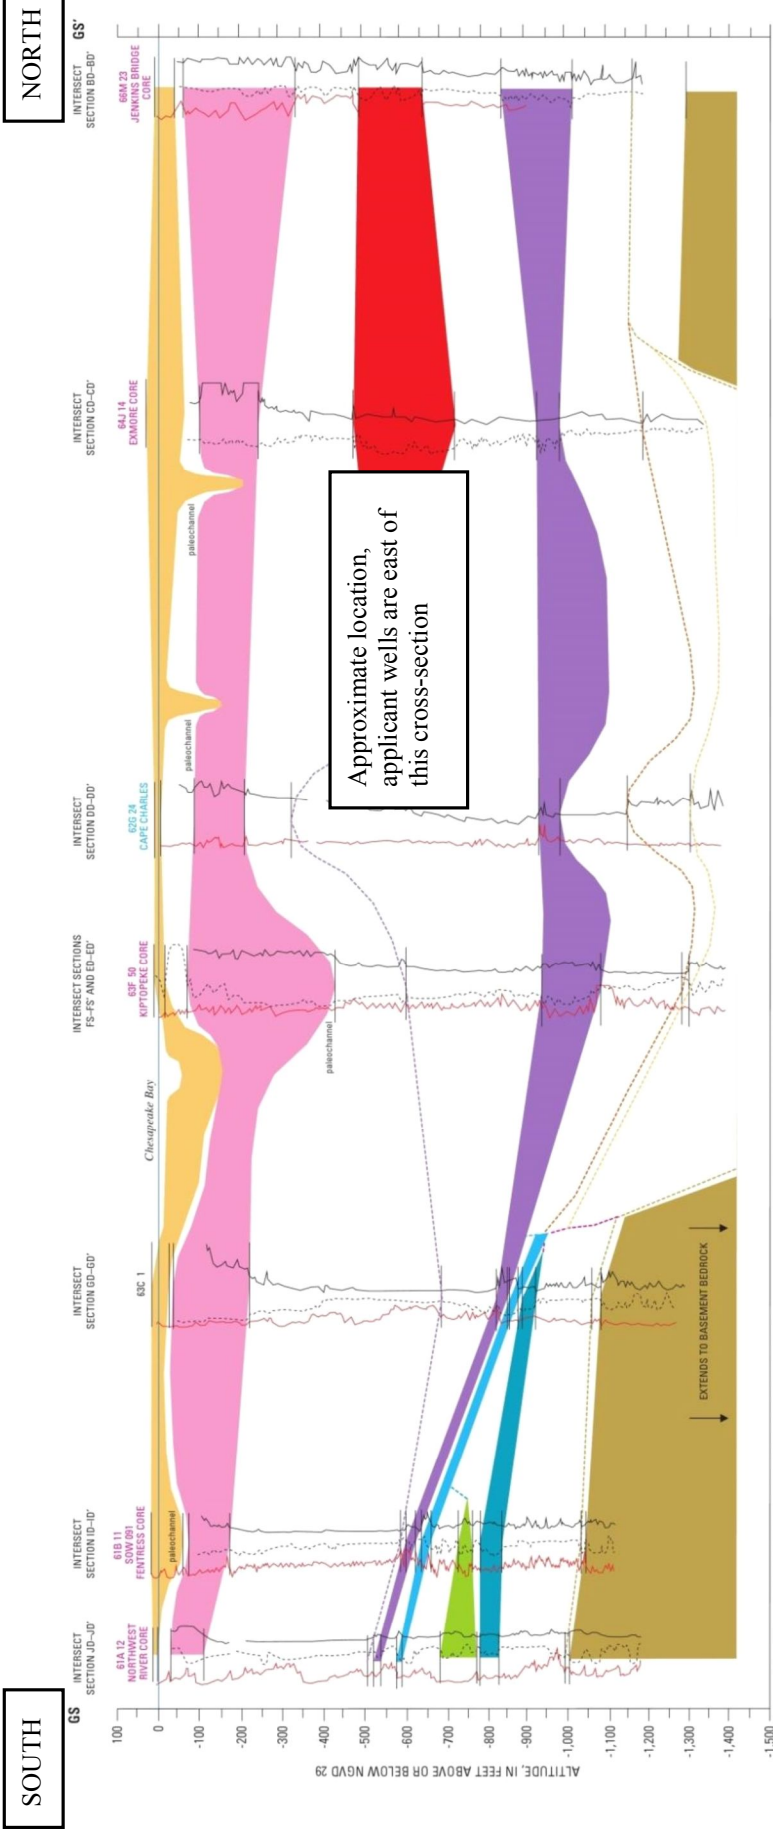 SOUTH
NORTH
GS
GS'
INTERSECT
SECTION JD–JD'
61A 12
NORTHWEST
RIVER CORE
INTERSECT
SECTION ID–ID'
61B 11
SOW 091
FENTRESS CORE
INTERSECT
SECTION GD–GD'
63C 1
INTERSECT SECTIONS
FS–FS' AND ED–ED'
63F 50
KIPTOPEKE CORE
INTERSECT
SECTION DD–DD'
62G 24
CAPE CHARLES
INTERSECT
SECTION CD–CD'
64J 14
EXMORE CORE
INTERSECT
SECTION BD–BD'
66M 23
JENKINS BRIDGE
CORE
Chesapeake Bay
paleochannel
paleochannel
paleochannel
paleochannel
Approximate location,
applicant wells are east of
this cross-section
EXTENDS TO BASEMENT BEDROCK
ALTITUDE, IN FEET ABOVE OR BELOW NGVD 29
100
0
-100
-200
-300
-400
-500
-600
-700
-800
-900
-1,000
-1,100
-1,200
-1,300
-1,400
-1,500